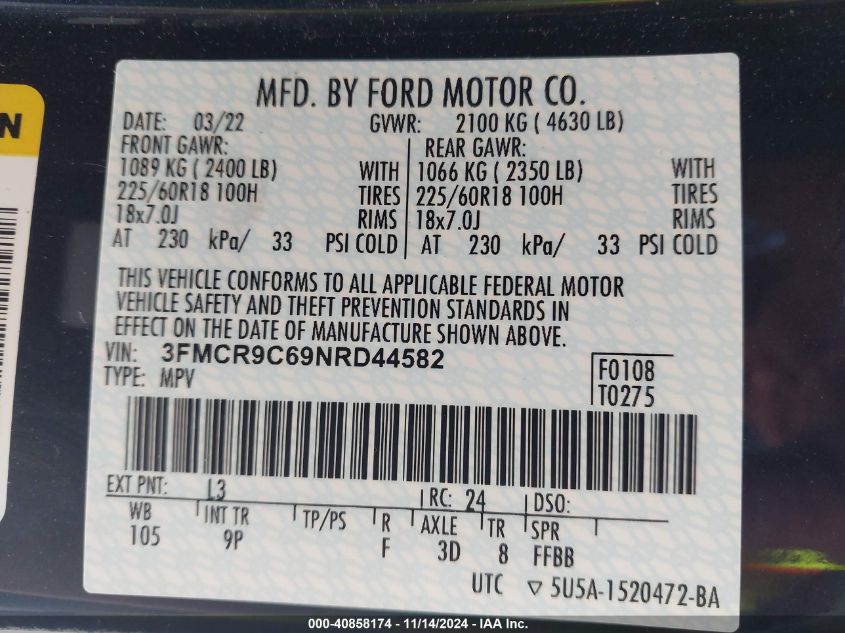 N
MFD. BY FORD MOTOR CO.
DATE: 03/22 GVWR: 2100 KG ( 4630 LB)
FRONT GAWR: REAR GAWR:
1089 KG ( 2400 LB) WITH 1066 KG ( 2350 LB) WITH
225/60R18 100H TIRES 225/60R18 100H TIRES
18x7.0J RIMS 18x7.0J RIMS
AT 230 kPa/ 33 PSI COLD AT 230 kPa/ 33 PSI COLD
THIS VEHICLE CONFORMS TO ALL APPLICABLE FEDERAL MOTOR
VEHICLE SAFETY AND THEFT PREVENTION STANDARDS IN
EFFECT ON THE DATE OF MANUFACTURE SHOWN ABOVE.
VIN: 3FMCR9C69NRD44582
TYPE: MPV
F0108
T0275
EXT PNT: L3 RC: 24 DSO:
WB INT TR TP/PS R AXLE TR SPR
105 9P F 3D 8 FFBB
UTC ▽ 5U5A-1520472-BA
000-40858174 - 11/14/2024 - IAA Inc.